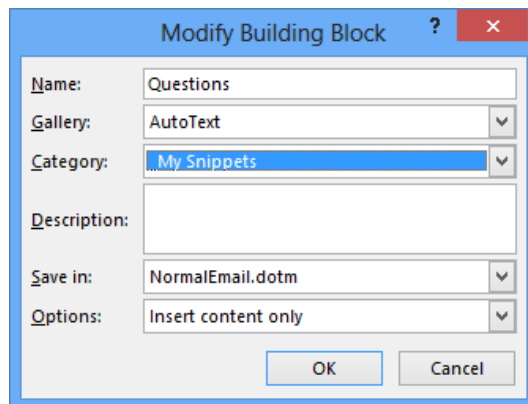 Modify Building Block ?
Name: Questions
Gallery: AutoText
Category: _My Snippets
Description:
Save in: NormalEmail.dotm
Options: Insert content only
OK Cancel